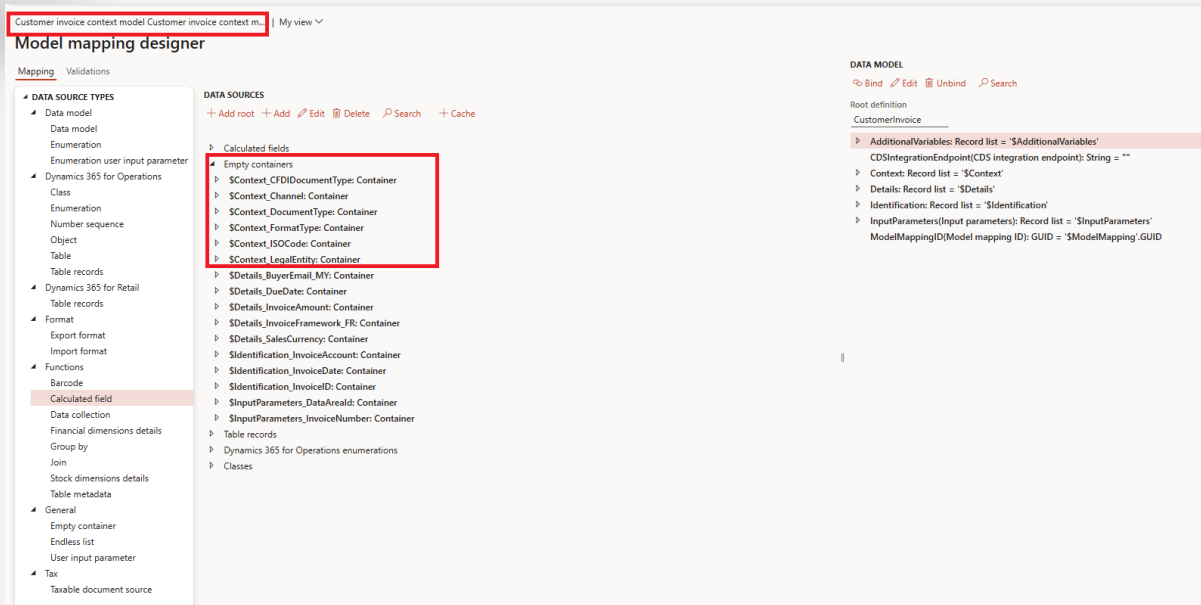 Customer invoice context model Customer invoice context m... | My view
Model mapping designer
Mapping Validations
DATA SOURCE TYPES
Data model
Data model
Enumeration
Enumeration user input parameter
Dynamics 365 for Operations
Class
Enumeration
Number sequence
Object
Table
Table records
Dynamics 365 for Retail
Table records
Format
Export format
Import format
Functions
Barcode
Calculated field
Data collection
Financial dimensions details
Group by
Join
Stock dimensions details
Table metadata
General
Empty container
Endless list
User input parameter
Tax
Taxable document source
DATA SOURCES
+ Add root + Add Edit Delete Search + Cache
Calculated fields
Empty containers
$Context_CFDIDocumentType: Container
$Context_Channel: Container
$Context_DocumentType: Container
$Context_FormatType: Container
$Context_ISOCode: Container
$Context_LegalEntity: Container
$Details_BuyerEmail_MY: Container
$Details_DueDate: Container
$Details_InvoiceAmount: Container
$Details_InvoiceFramework_FR: Container
$Details_SalesCurrency: Container
$Identification_InvoiceAccount: Container
$Identification_InvoiceDate: Container
$Identification_InvoiceID: Container
$InputParameters_DataAreaId: Container
$InputParameters_InvoiceNumber: Container
Table records
Dynamics 365 for Operations enumerations
Classes
DATA MODEL
Bind Edit Unbind Search
Root definition
CustomerInvoice
AdditionalVariables: Record list = '$AdditionalVariables'
CDSIntegrationEndpoint(CDS integration endpoint): String = ""
Context: Record list = '$Context'
Details: Record list = '$Details'
Identification: Record list = '$Identification'
InputParameters(Input parameters): Record list = '$InputParameters'
ModelMappingID(Model mapping ID): GUID = '$ModelMapping'.GUID